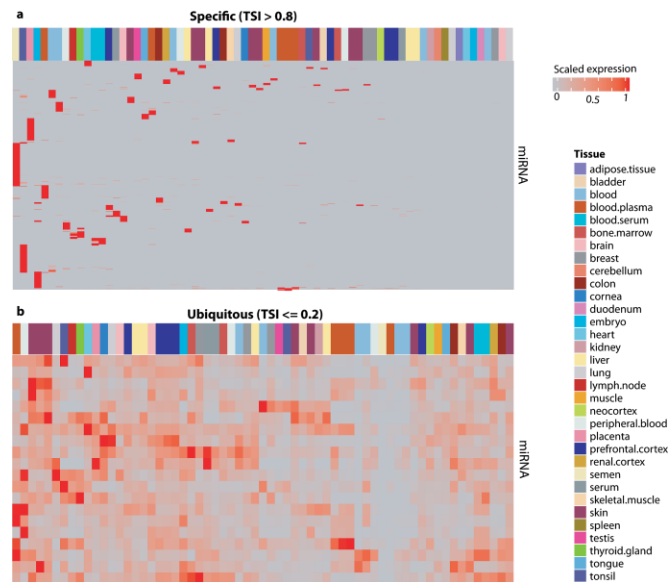 a
Specific (TSI > 0.8)
Scaled expression
0
0.5
1
miRNA
Tissue
adipose.tissue
bladder
blood
blood.plasma
blood.serum
bone.marrow
brain
breast
cerebellum
colon
cornea
duodenum
embryo
heart
kidney
liver
lung
lymph.node
muscle
neocortex
peripheral.blood
placenta
prefrontal.cortex
renal.cortex
semen
serum
skeletal.muscle
skin
spleen
testis
thyroid.gland
tongue
tonsil
b
Ubiquitous (TSI <= 0.2)
miRNA